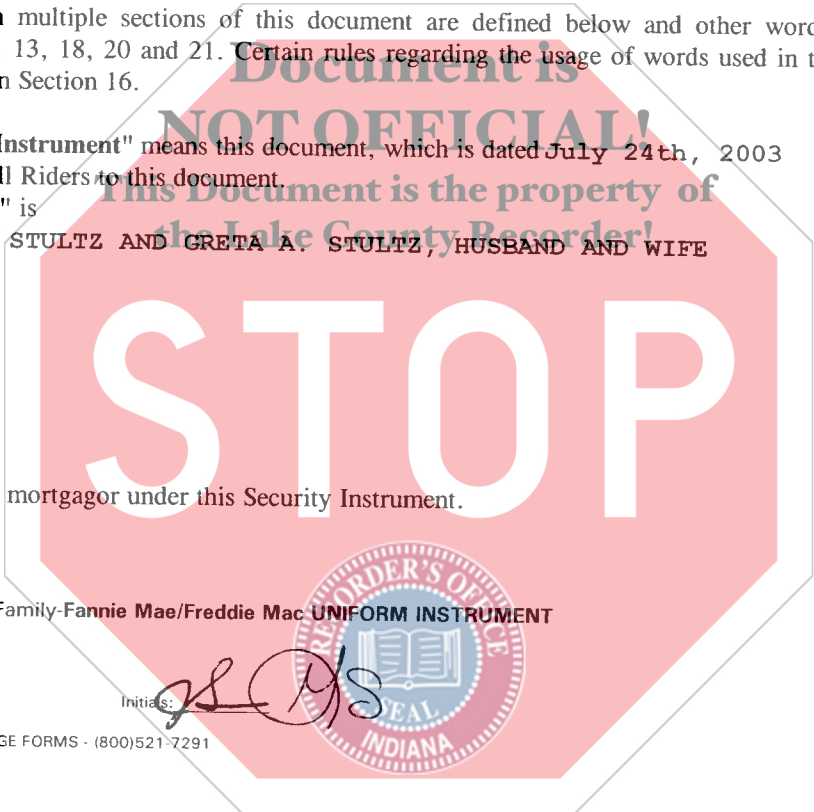 multiple sections of this document are defined below and other word
13, 18, 20 and 21. Certain rules regarding the usage of words used in t
n Section 16.
Document is
NOT OFFICIAL!
Instrument" means this document, which is dated July 24th, 2003
ll Riders to this document.
This Document is the property of
" is
the Lake County Recorder!
STULTZ AND GRETA A. STULTZ, HUSBAND AND WIFE
STOP
mortgagor under this Security Instrument.
Family-Fannie Mae/Freddie Mac UNIFORM INSTRUMENT
RECORDER'S OFFICE
Initials:
SEAL
INDIANA
GE FORMS - (800)521-7291